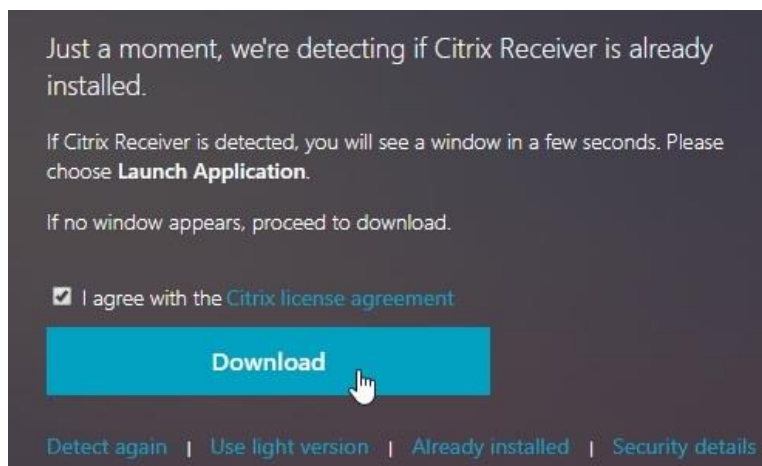 Just a moment, we're detecting if Citrix Receiver is already
installed.
If Citrix Receiver is detected, you will see a window in a few seconds. Please
choose Launch Application.
If no window appears, proceed to download.
I agree with the Citrix license agreement
Download
Detect again | Use light version | Already installed | Security details